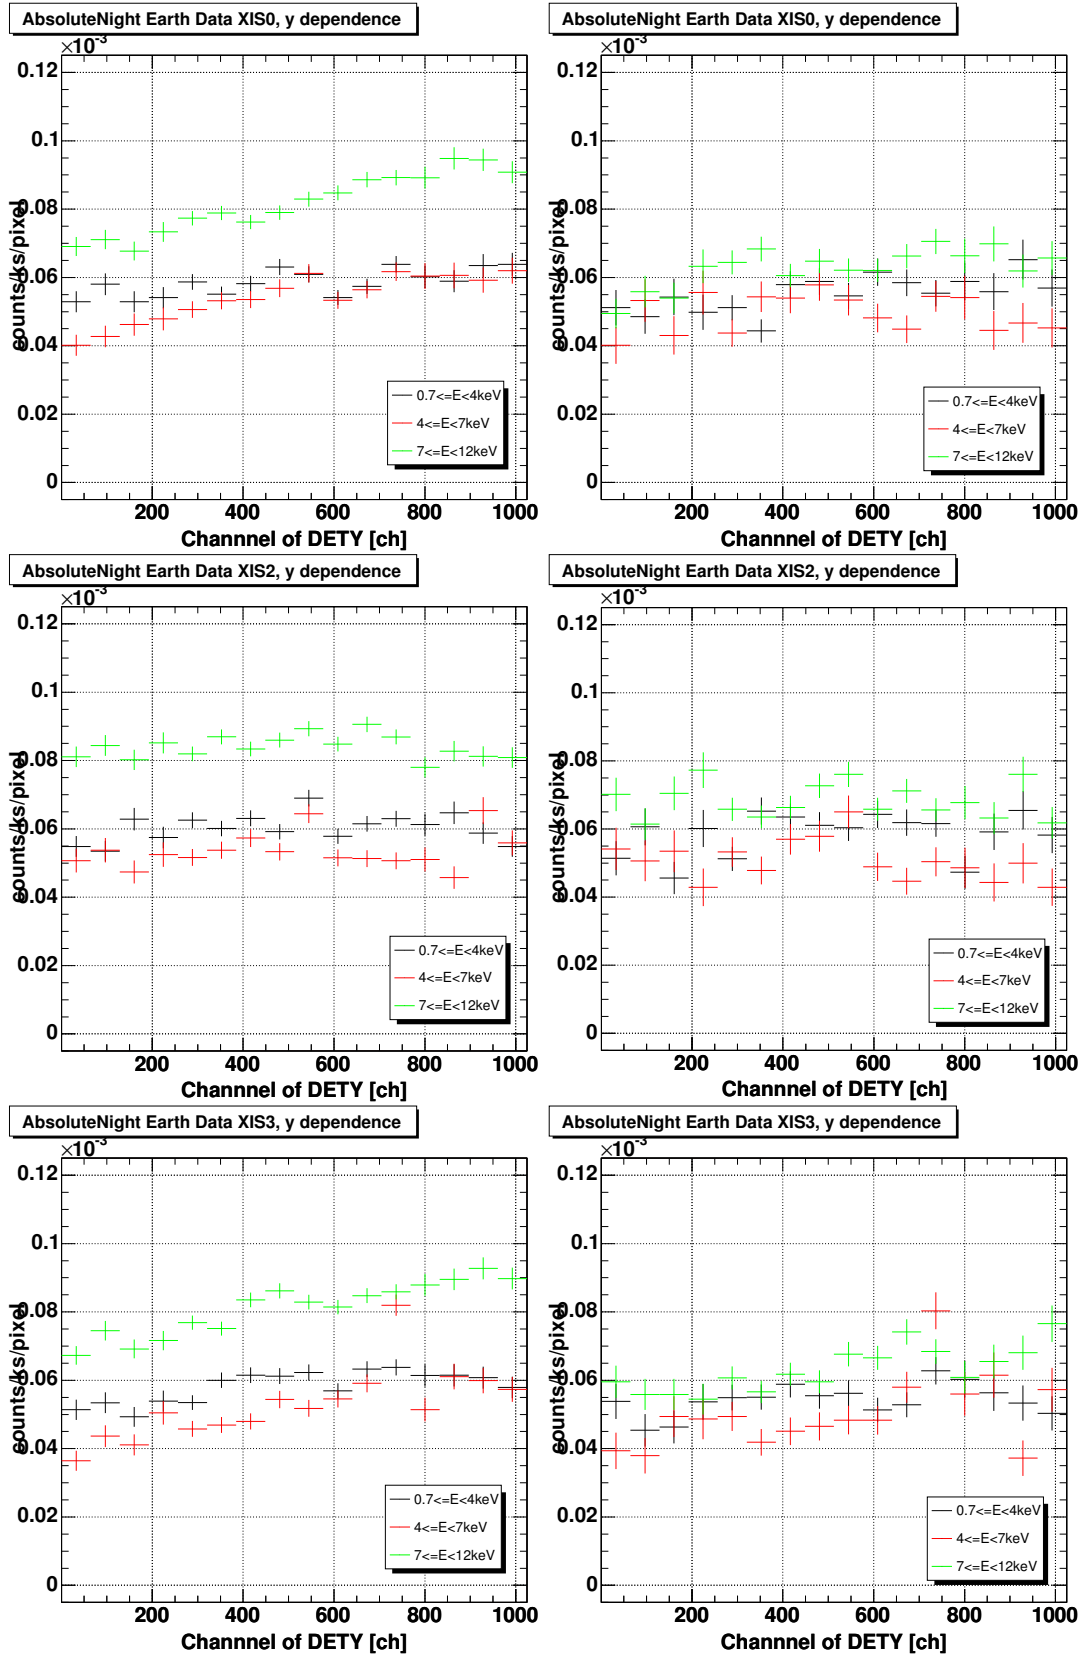 AbsoluteNight Earth Data XIS0, y dependence
×10⁻³
0.12
0.1
0.08
0.06
0.04
0.02
0
counts/ks/pixel
0.7<=E<4keV
4<=E<7keV
7<=E<12keV
200 400 600 800 1000
Channnel of DETY [ch]
AbsoluteNight Earth Data XIS0, y dependence
×10⁻³
0.12
0.1
0.08
0.06
0.04
0.02
0
counts/ks/pixel
0.7<=E<4keV
4<=E<7keV
7<=E<12keV
200 400 600 800 1000
Channnel of DETY [ch]
AbsoluteNight Earth Data XIS2, y dependence
×10⁻³
0.12
0.1
0.08
0.06
0.04
0.02
0
counts/ks/pixel
0.7<=E<4keV
4<=E<7keV
7<=E<12keV
200 400 600 800 1000
Channnel of DETY [ch]
AbsoluteNight Earth Data XIS2, y dependence
×10⁻³
0.12
0.1
0.08
0.06
0.04
0.02
0
counts/ks/pixel
0.7<=E<4keV
4<=E<7keV
7<=E<12keV
200 400 600 800 1000
Channnel of DETY [ch]
AbsoluteNight Earth Data XIS3, y dependence
×10⁻³
0.12
0.1
0.08
0.06
0.04
0.02
0
counts/ks/pixel
0.7<=E<4keV
4<=E<7keV
7<=E<12keV
200 400 600 800 1000
Channnel of DETY [ch]
AbsoluteNight Earth Data XIS3, y dependence
×10⁻³
0.12
0.1
0.08
0.06
0.04
0.02
0
counts/ks/pixel
0.7<=E<4keV
4<=E<7keV
7<=E<12keV
200 400 600 800 1000
Channnel of DETY [ch]